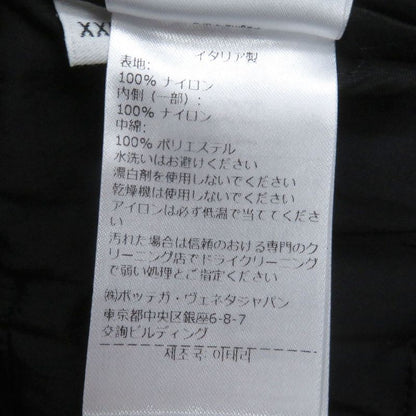 XX
イタリア製
表地:
100% ナイロン
内側 (一部) :
100% ナイロン
中綿:
100% ポリエステル
水洗いはお避けください
漂白剤を使用しないでください
乾燥機は使用しないでください
アイロンは必ず低温で当ててくださ
い
汚れた場合は信頼のおける専門のク
リーニング店でドライクリーニング
で弱い処理とご指定ください
㈱ボッテガ・ヴェネタジャパン
東京都中央区銀座6-8-7
交詢ビルディング
제조국 이태리